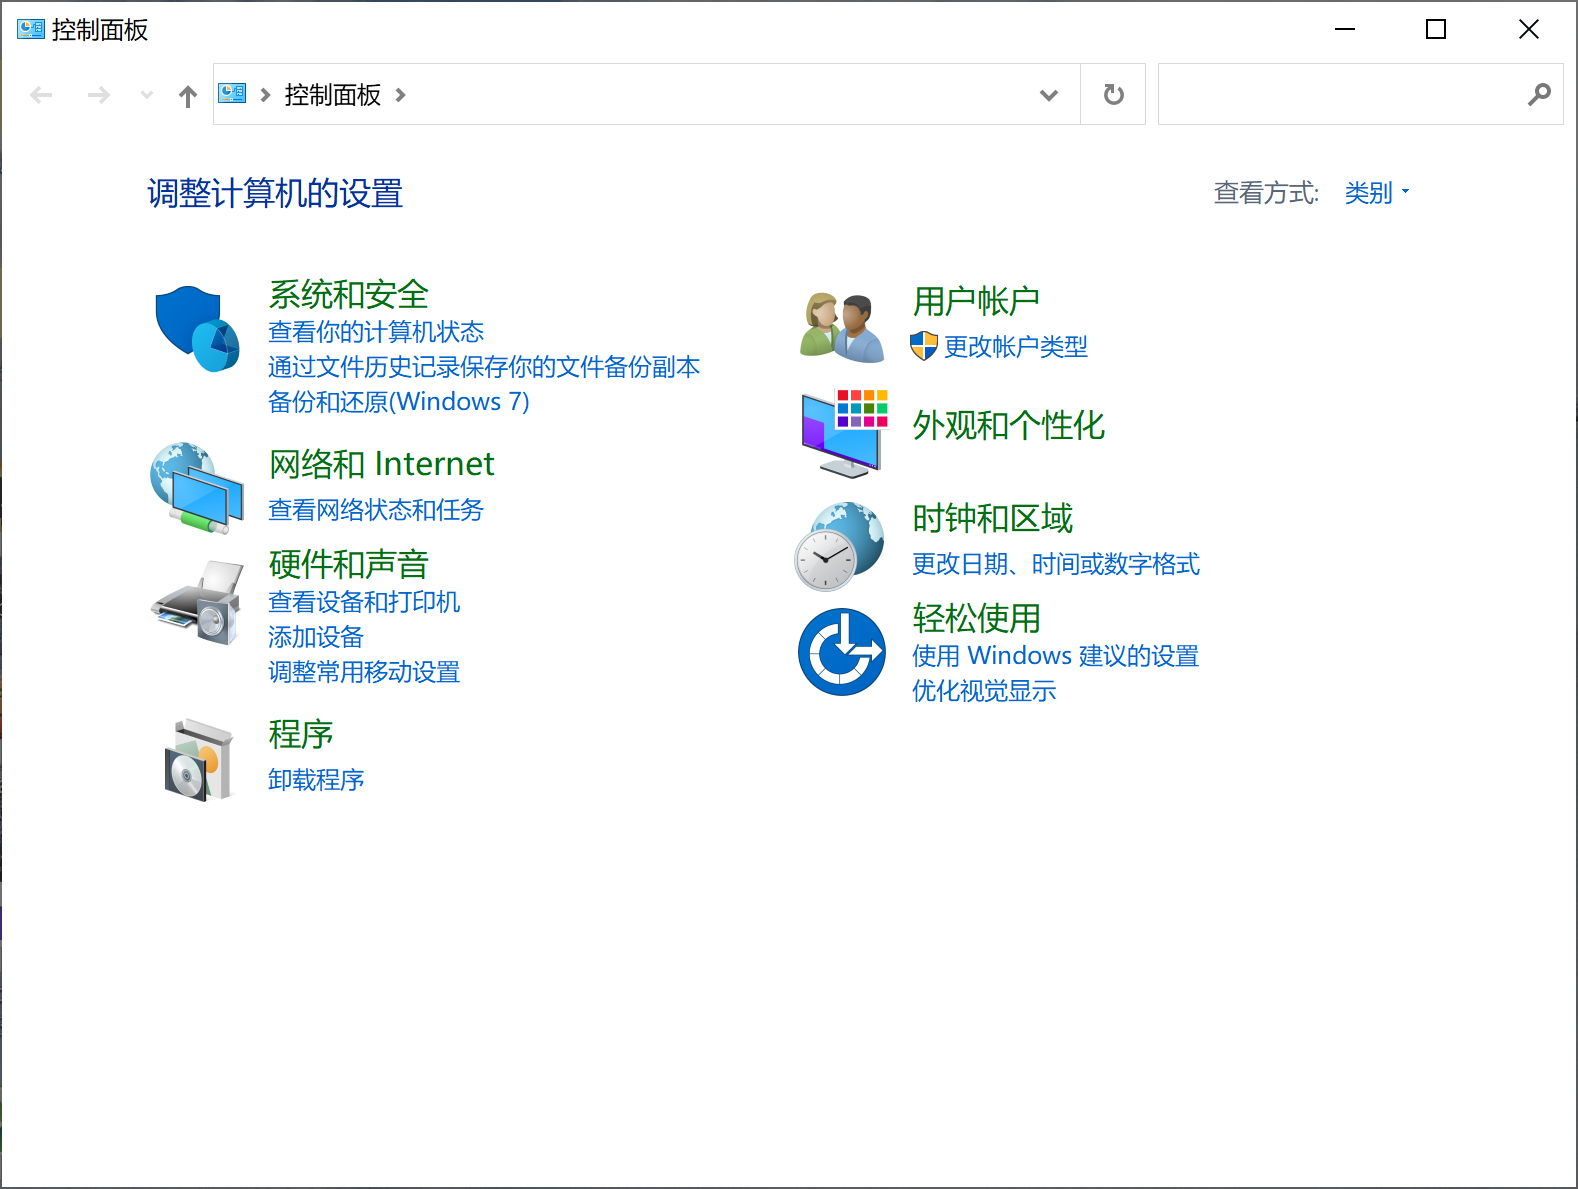 控制面板
控制面板
调整计算机的设置
查看方式: 类别
系统和安全
查看你的计算机状态
通过文件历史记录保存你的文件备份副本
备份和还原(Windows 7)
网络和 Internet
查看网络状态和任务
硬件和声音
查看设备和打印机
添加设备
调整常用移动设置
程序
卸载程序
用户帐户
更改帐户类型
外观和个性化
时钟和区域
更改日期、时间或数字格式
轻松使用
使用 Windows 建议的设置
优化视觉显示